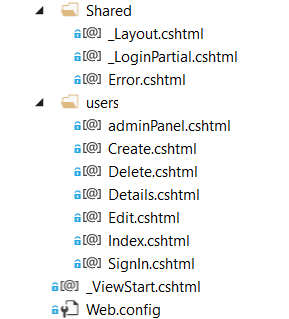 Shared
_Layout.cshtml
_LoginPartial.cshtml
Error.cshtml
users
adminPanel.cshtml
Create.cshtml
Delete.cshtml
Details.cshtml
Edit.cshtml
Index.cshtml
SignIn.cshtml
_ViewStart.cshtml
Web.config